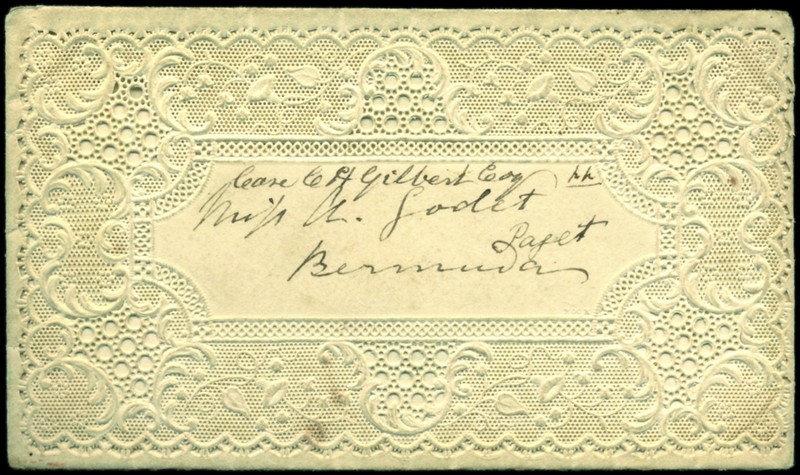 Care C H Gilbert Esq
Miss A. Godet
Paget
Bermuda